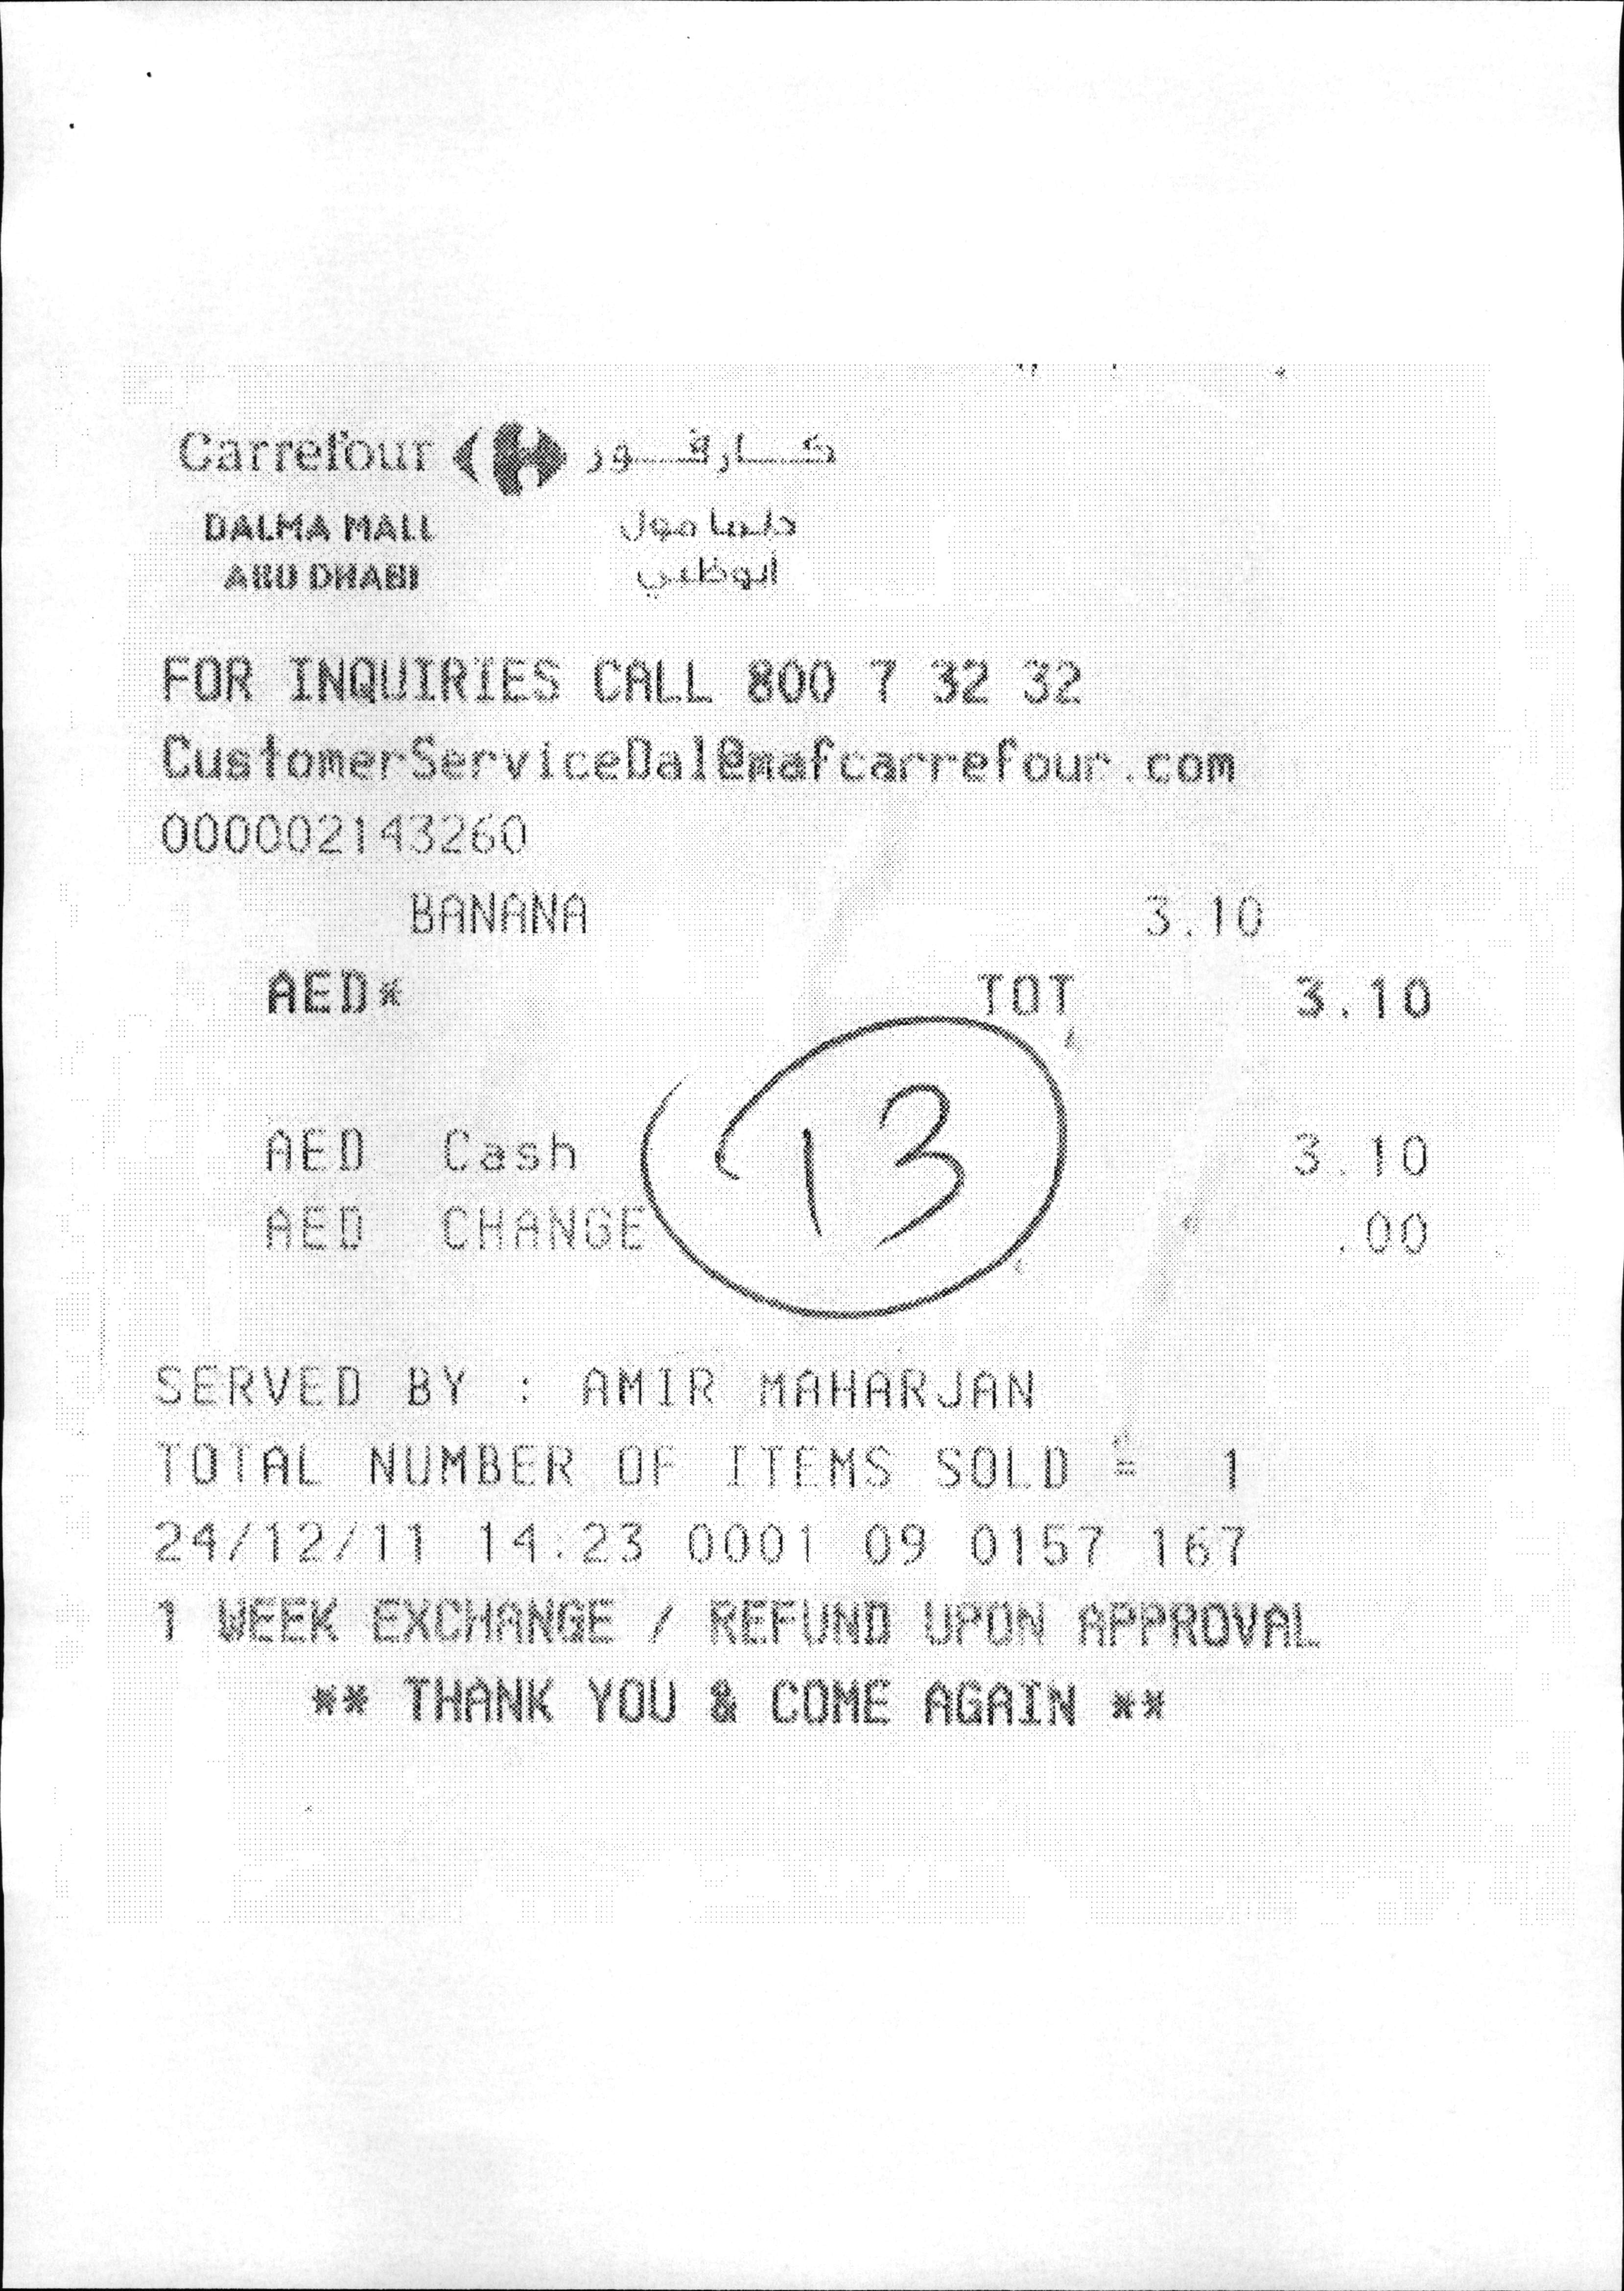 Carrefour كارفور
DALMA MALL دلما مول
ABU DHABI أبوظبي
FOR INQUIRIES CALL 800 7 32 32
CustomerServiceDal@mafcarrefour.com
000002143260
BANANA 3.10
AED* TOT 3.10
13
AED Cash 3.10
AED CHANGE .00
SERVED BY : AMIR MAHARJAN
TOTAL NUMBER OF ITEMS SOLD = 1
24/12/11 14:23 0001 09 0157 167
1 WEEK EXCHANGE / REFUND UPON APPROVAL
** THANK YOU & COME AGAIN **